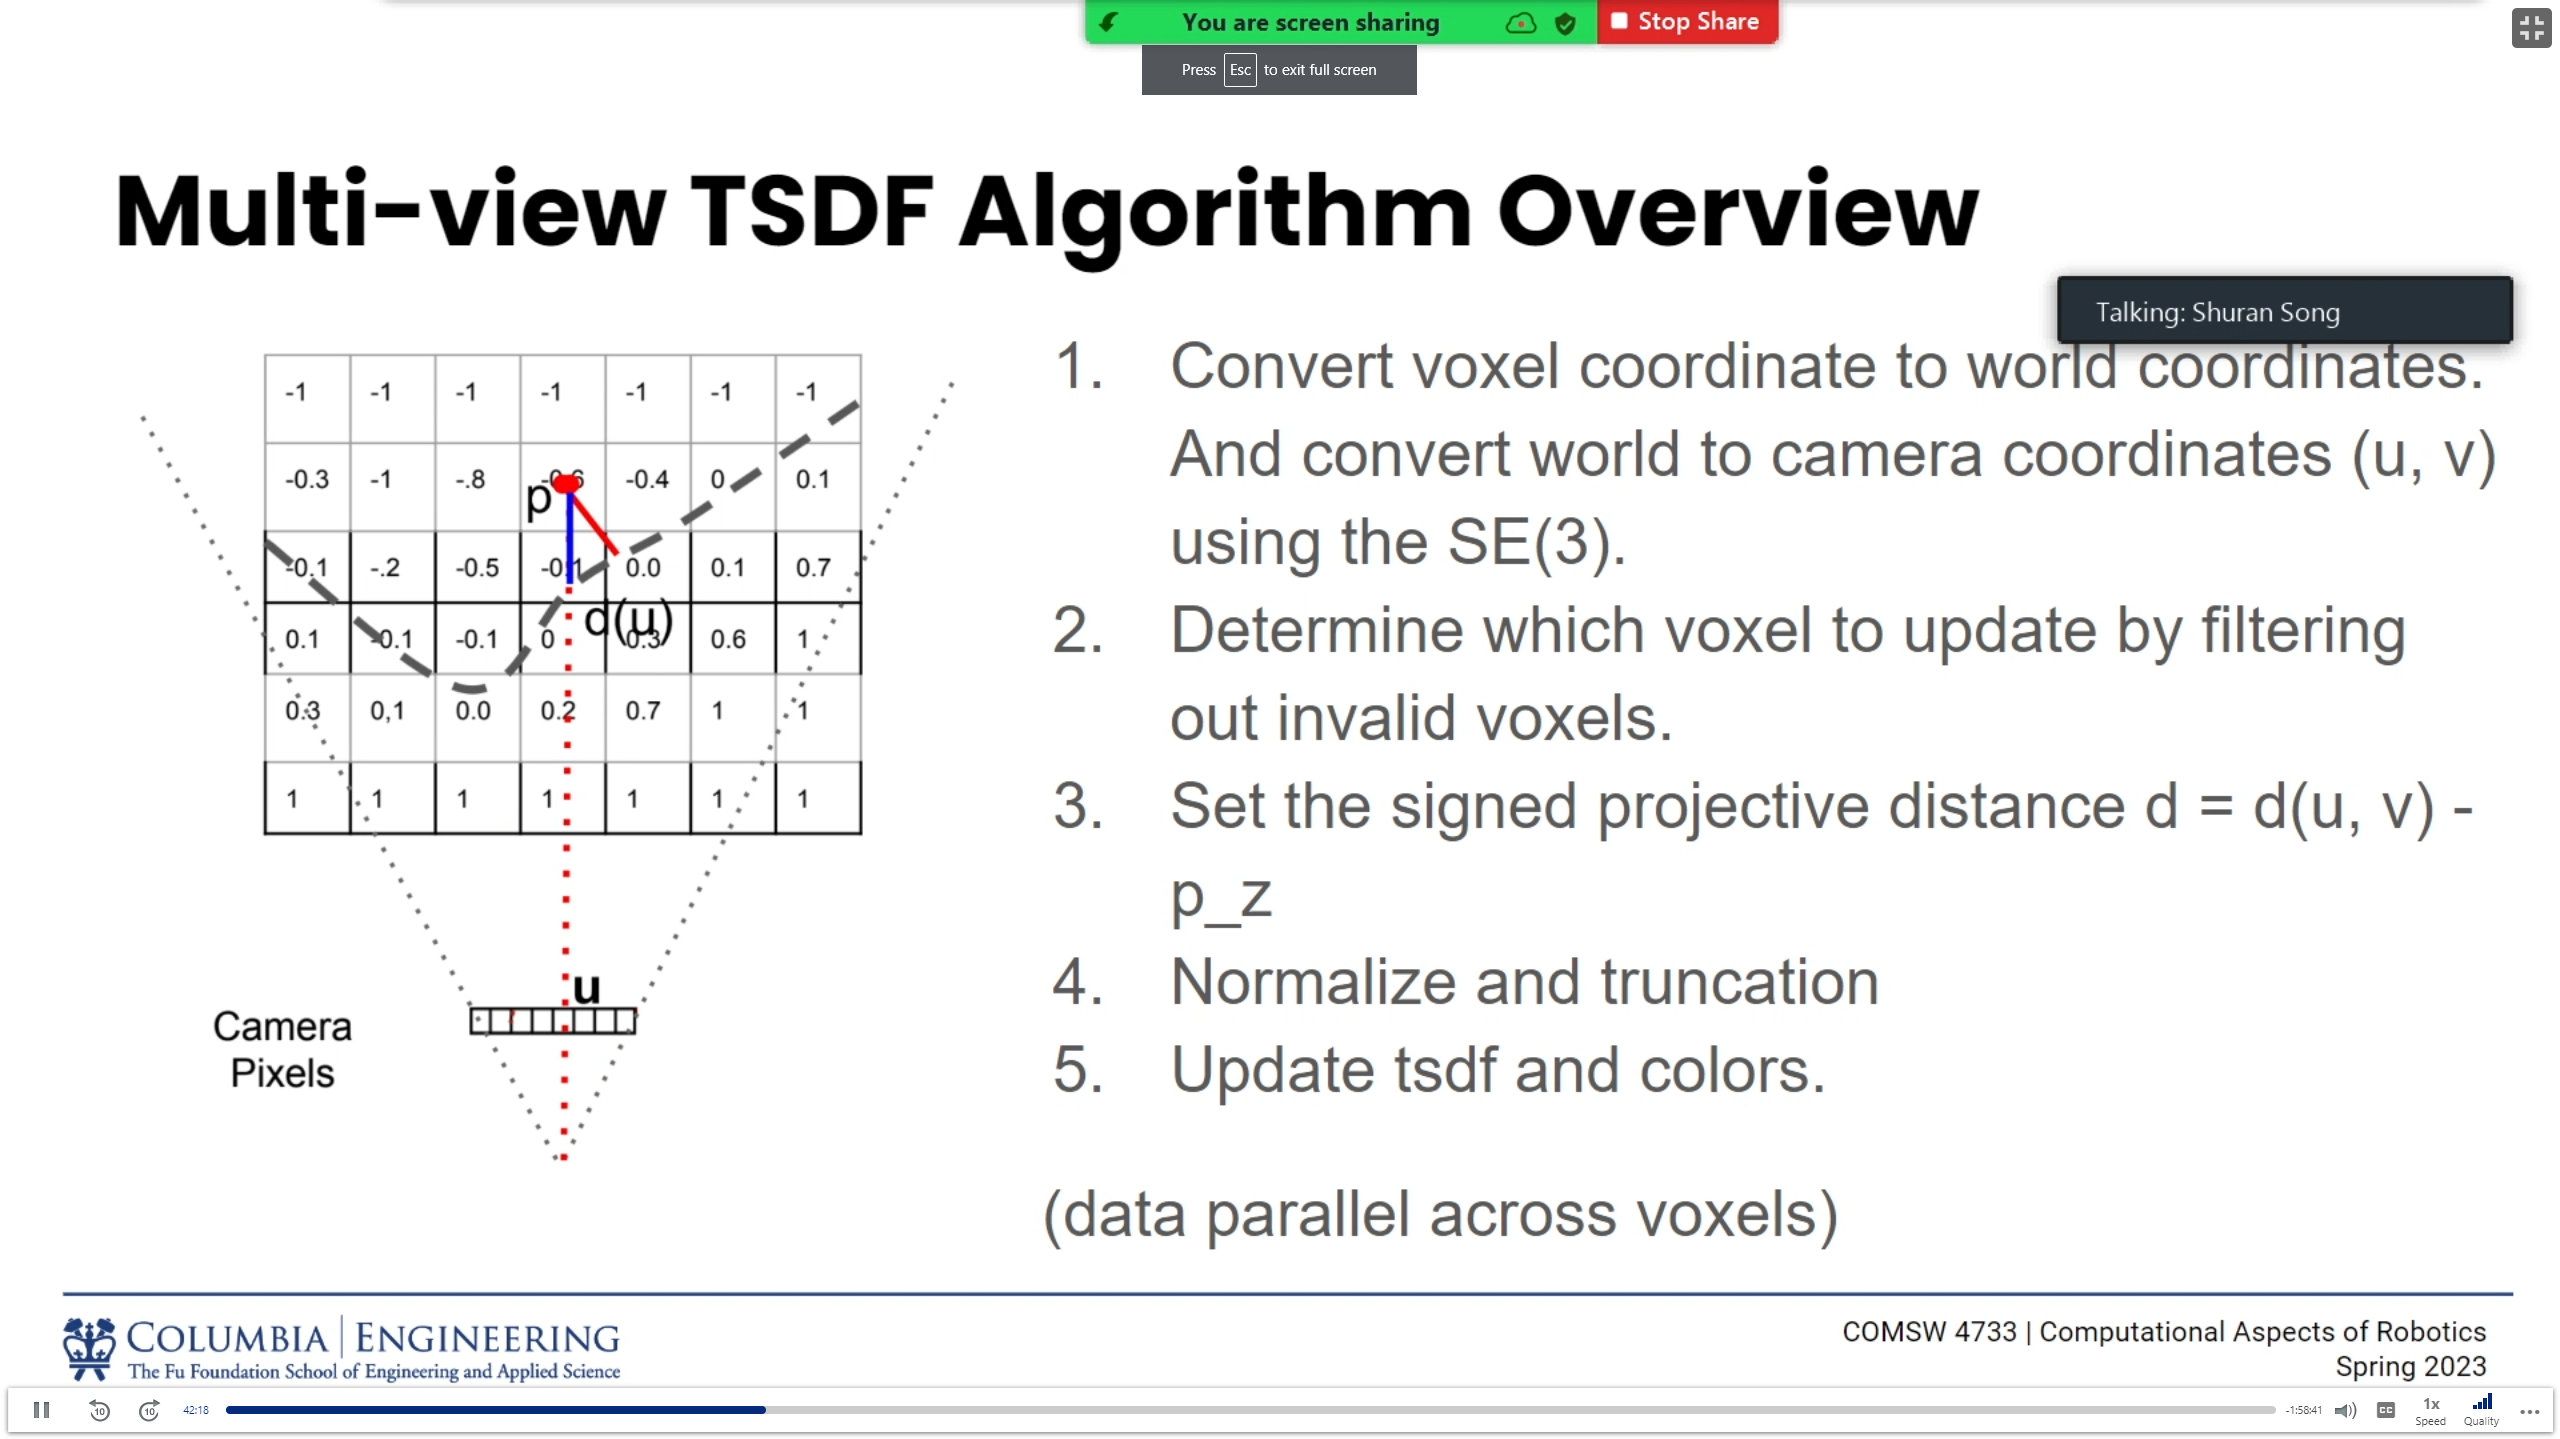 You are screen sharing
Stop Share
Press Esc to exit full screen
Multi-view TSDF Algorithm Overview
Talking: Shuran Song
-1 -1 -1 -1 -1 -1 -1
-0.3 -1 -.8 -0.6 -0.4 0 0.1
p
-0.1 -.2 -0.5 -0.1 0.0 0.1 0.7
d(u)
0.1 -0.1 -0.1 0 0.3 0.6 1
0.3 0,1 0.0 0.2 0.7 1 1
1 1 1 1 1 1 1
u
Camera
Pixels
1. Convert voxel coordinate to world coordinates.
And convert world to camera coordinates (u, v)
using the SE(3).
2. Determine which voxel to update by filtering
out invalid voxels.
3. Set the signed projective distance d = d(u, v) -
p_z
4. Normalize and truncation
5. Update tsdf and colors.
(data parallel across voxels)
COLUMBIA | ENGINEERING
The Fu Foundation School of Engineering and Applied Science
COMSW 4733 | Computational Aspects of Robotics
Spring 2023
10 10 42:18 -1:58:41 CC 1x
Speed Quality